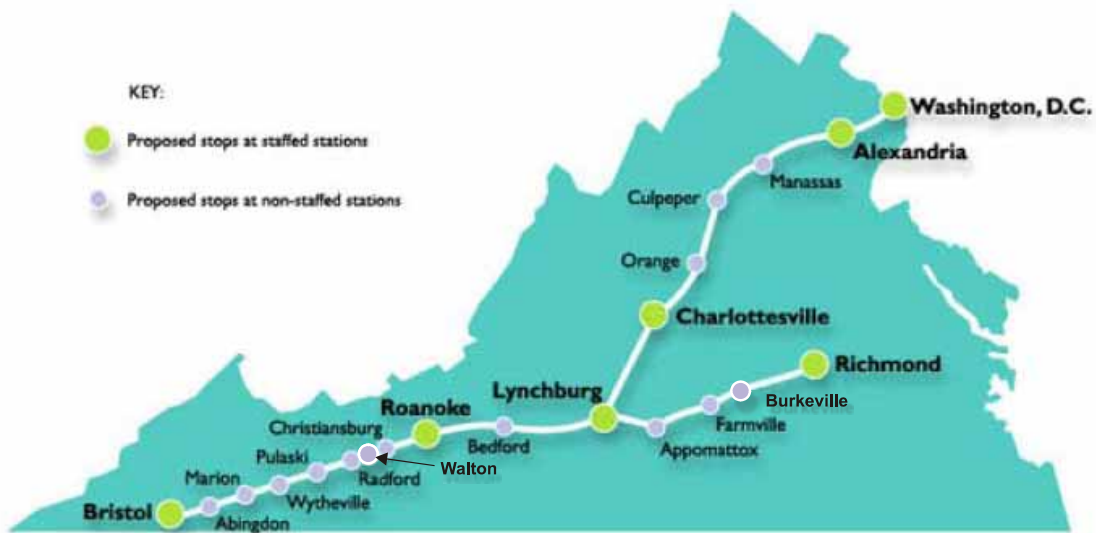 KEY:
Proposed stops at staffed stations
Proposed stops at non-staffed stations
Washington, D.C.
Alexandria
Manassas
Culpeper
Orange
Charlottesville
Richmond
Burkeville
Farmville
Appomattox
Lynchburg
Bedford
Roanoke
Christiansburg
Walton
Radford
Pulaski
Wytheville
Marion
Abingdon
Bristol